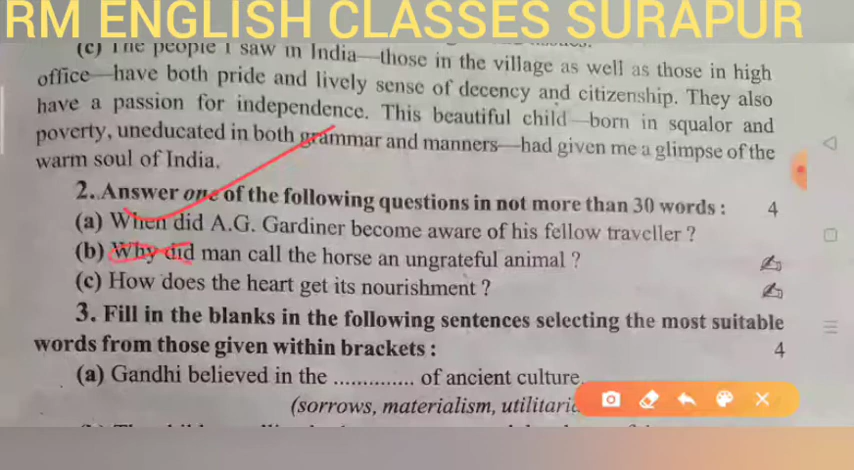 RM ENGLISH CLASSES SURAPUR
(c) The people I saw in India—those in the village as well as those in high
office—have both pride and lively sense of decency and citizenship. They also
have a passion for independence. This beautiful child—born in squalor and
poverty, uneducated in both grammar and manners—had given me a glimpse of the
warm soul of India.
2. Answer one of the following questions in not more than 30 words : 4
(a) When did A.G. Gardiner become aware of his fellow traveller ?
(b) Why did man call the horse an ungrateful animal ?
(c) How does the heart get its nourishment ?
3. Fill in the blanks in the following sentences selecting the most suitable
words from those given within brackets : 4
(a) Gandhi believed in the .............. of ancient culture.
(sorrows, materialism,